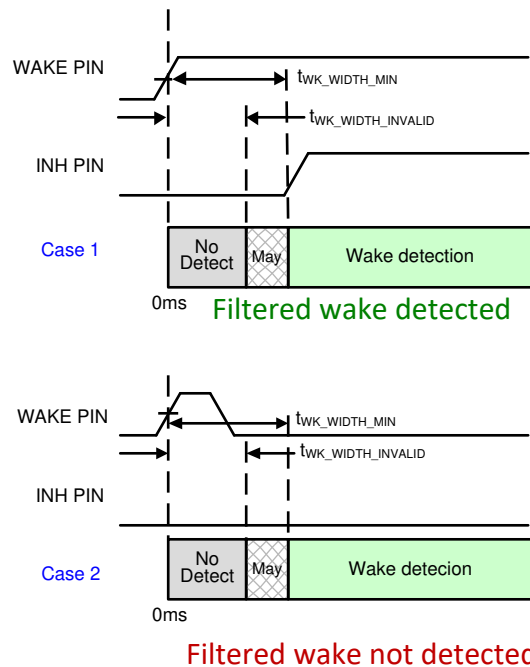 WAKE PIN
tWK_WIDTH_MIN
tWK_WIDTH_INVALID
INH PIN
Case 1
No
Detect
May
Wake detection
0ms
Filtered wake detected
WAKE PIN
tWK_WIDTH_MIN
tWK_WIDTH_INVALID
INH PIN
Case 2
No
Detect
May
Wake detecion
0ms
Filtered wake not detected